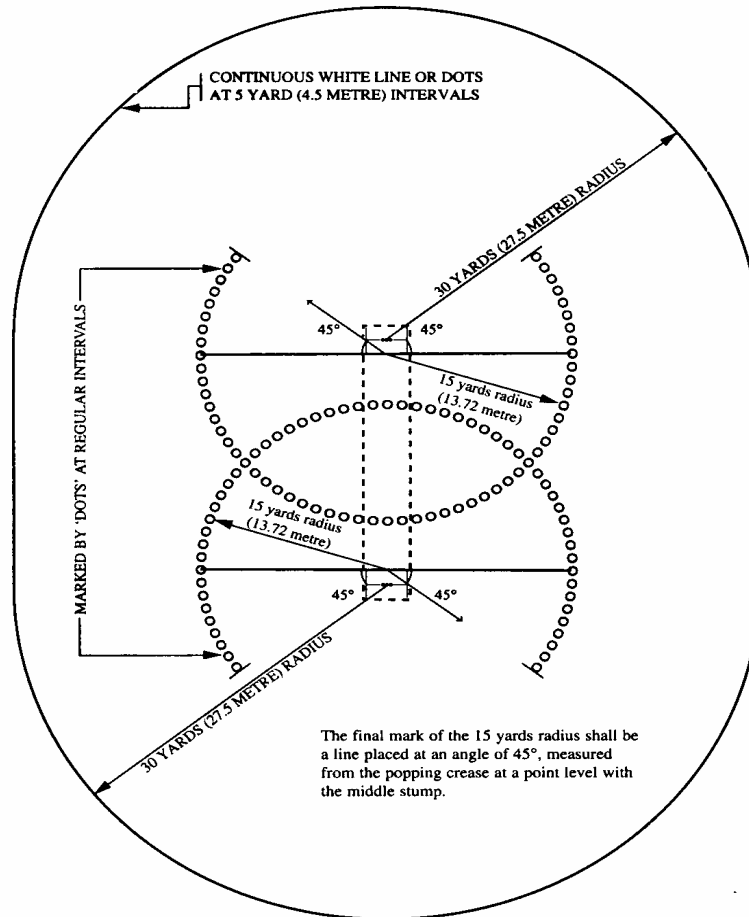 CONTINUOUS WHITE LINE OR DOTS
AT 5 YARD (4.5 METRE) INTERVALS
30 YARDS (27.5 METRE) RADIUS
MARKED BY 'DOTS' AT REGULAR INTERVALS
45°
45°
15 yards radius
(13.72 metre)
15 yards radius
(13.72 metre)
45°
45°
30 YARDS (27.5 METRE) RADIUS
The final mark of the 15 yards radius shall be
a line placed at an angle of 45°, measured
from the popping crease at a point level with
the middle stump.